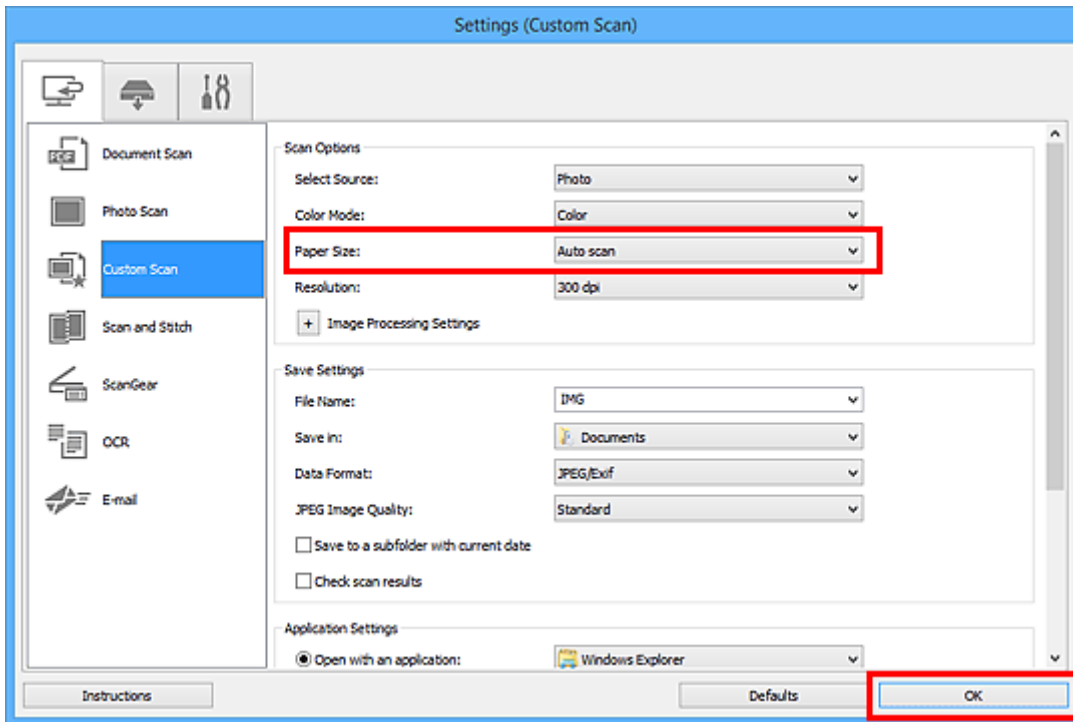 Settings (Custom Scan)
Document Scan
Photo Scan
Custom Scan
Scan and Stitch
ScanGear
OCR
E-mail
Scan Options
Select Source: Photo
Color Mode: Color
Paper Size: Auto scan
Resolution: 300 dpi
+ Image Processing Settings
Save Settings
File Name: IMG
Save in: Documents
Data Format: JPEG/Exif
JPEG Image Quality: Standard
Save to a subfolder with current date
Check scan results
Application Settings
Open with an application: Windows Explorer
Instructions Defaults OK